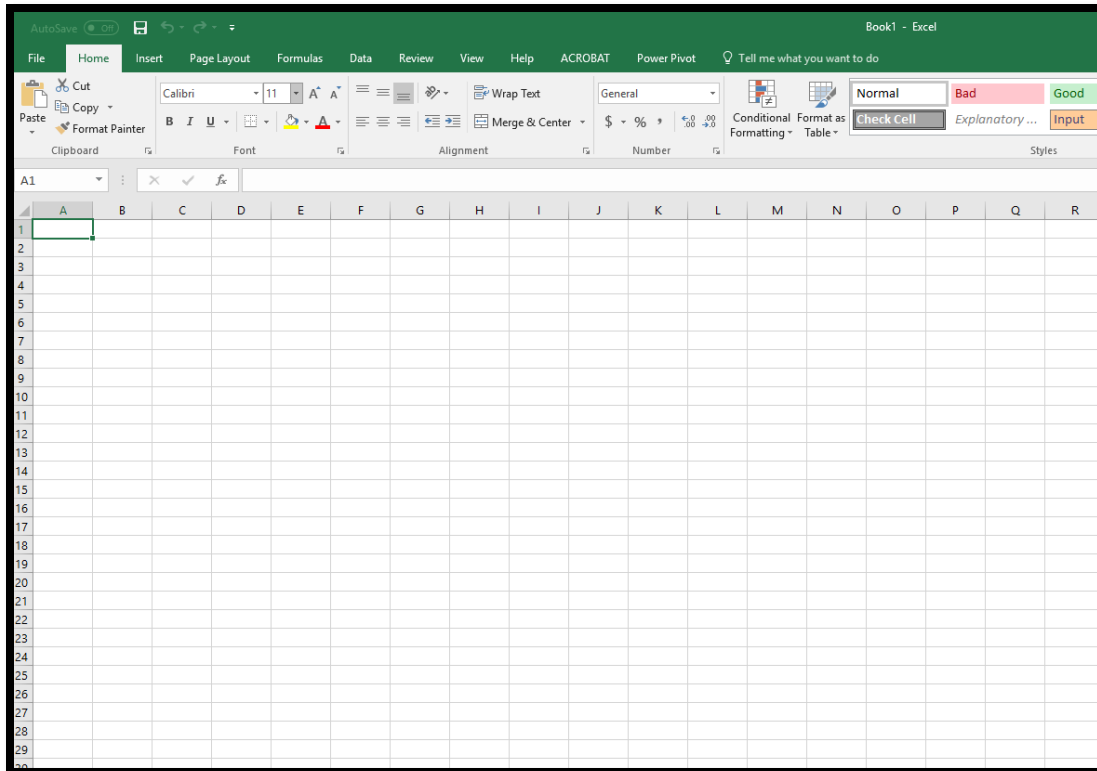 AutoSave Off Book1 - Excel
File Home Insert Page Layout Formulas Data Review View Help ACROBAT Power Pivot Tell me what you want to do
Paste
Cut
Copy
Format Painter
Clipboard
Calibri 11 A A
B I U A
Font
Wrap Text
Merge & Center
Alignment
General
$ % , .00 .0
Number
Conditional Formatting
Format as Table
Normal Bad Good
Check Cell Explanatory ... Input
Styles
A1 fx
A B C D E F G H I J K L M N O P Q R
1
2
3
4
5
6
7
8
9
10
11
12
13
14
15
16
17
18
19
20
21
22
23
24
25
26
27
28
29